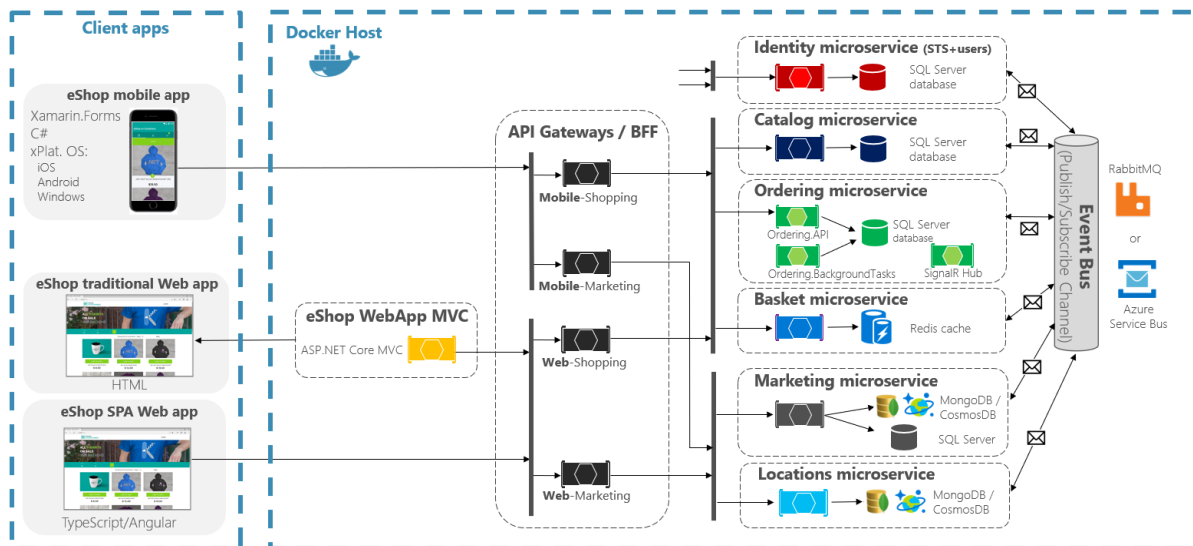 Client apps
eShop mobile app
Xamarin.Forms
C#
xPlat. OS:
iOS
Android
Windows
eShop traditional Web app
HTML
eShop SPA Web app
TypeScript/Angular
Docker Host
eShop WebApp MVC
ASP.NET Core MVC
API Gateways / BFF
Mobile-Shopping
Mobile-Marketing
Web-Shopping
Web-Marketing
Identity microservice (STS+users)
SQL Server
database
Catalog microservice
SQL Server
database
Ordering microservice
Ordering.API
SQL Server
database
Ordering.BackgroundTasks
SignalR Hub
Basket microservice
Redis cache
Marketing microservice
MongoDB /
CosmosDB
SQL Server
Locations microservice
MongoDB /
CosmosDB
Event Bus
(Publish/Subscribe Channel)
RabbitMQ
or
Azure
Service Bus